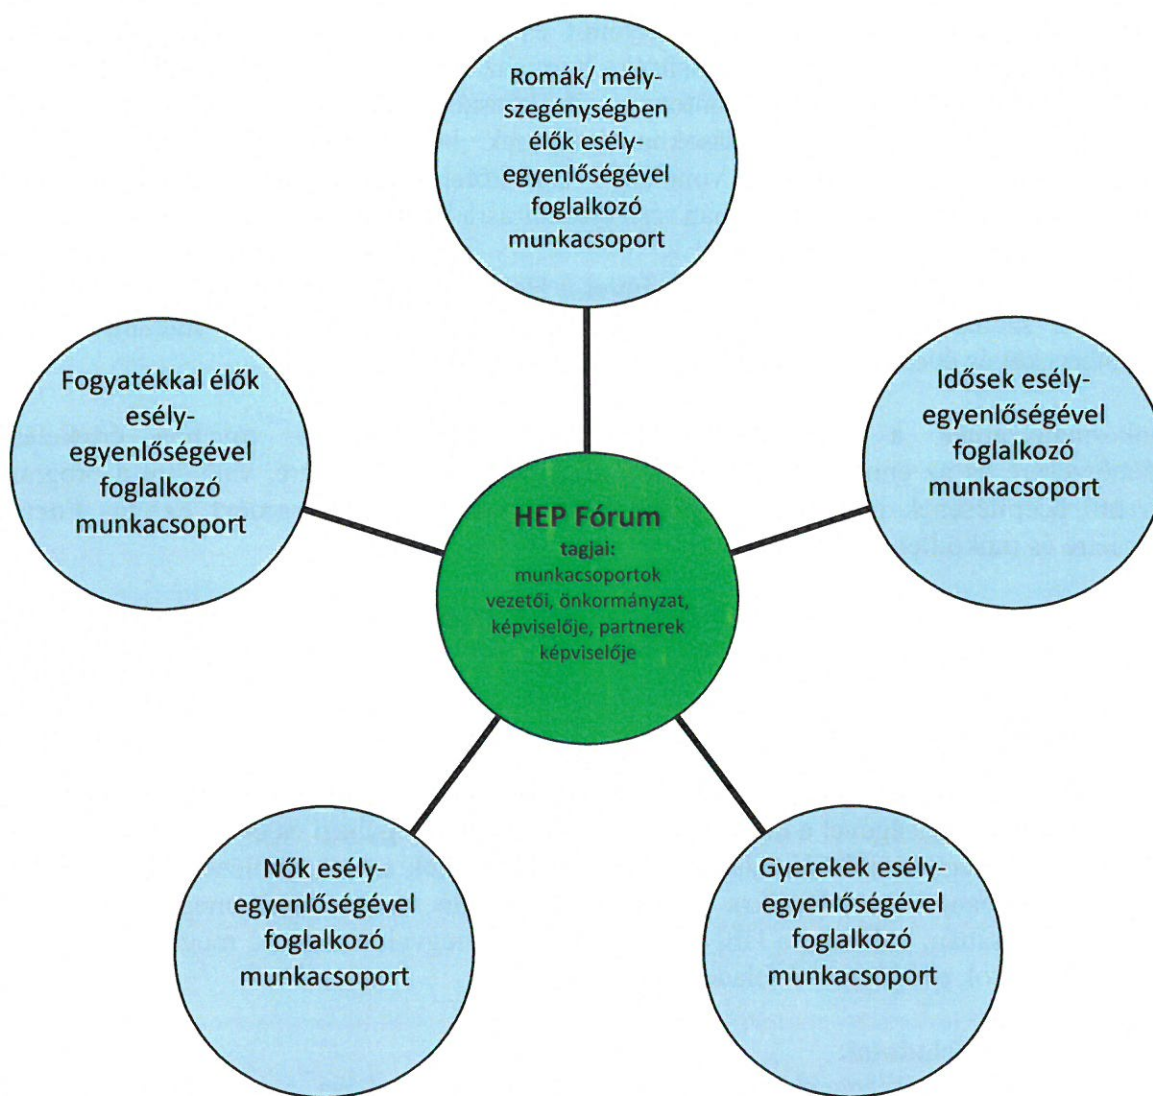 Romák/ mély-
szegénységben
élők esély-
egyenlőségével
foglalkozó
munkacsoport
Fogyatékkal élők
esély-
egyenlőségével
foglalkozó
munkacsoport
Idősek esély-
egyenlőségével
foglalkozó
munkacsoport
HEP Fórum
tagjai:
munkacsoportok
vezetői, önkormányzat,
képviselője, partnerek
képviselője
Nők esély-
egyenlőségével
foglalkozó
munkacsoport
Gyerekek esély-
egyenlőségével
foglalkozó
munkacsoport